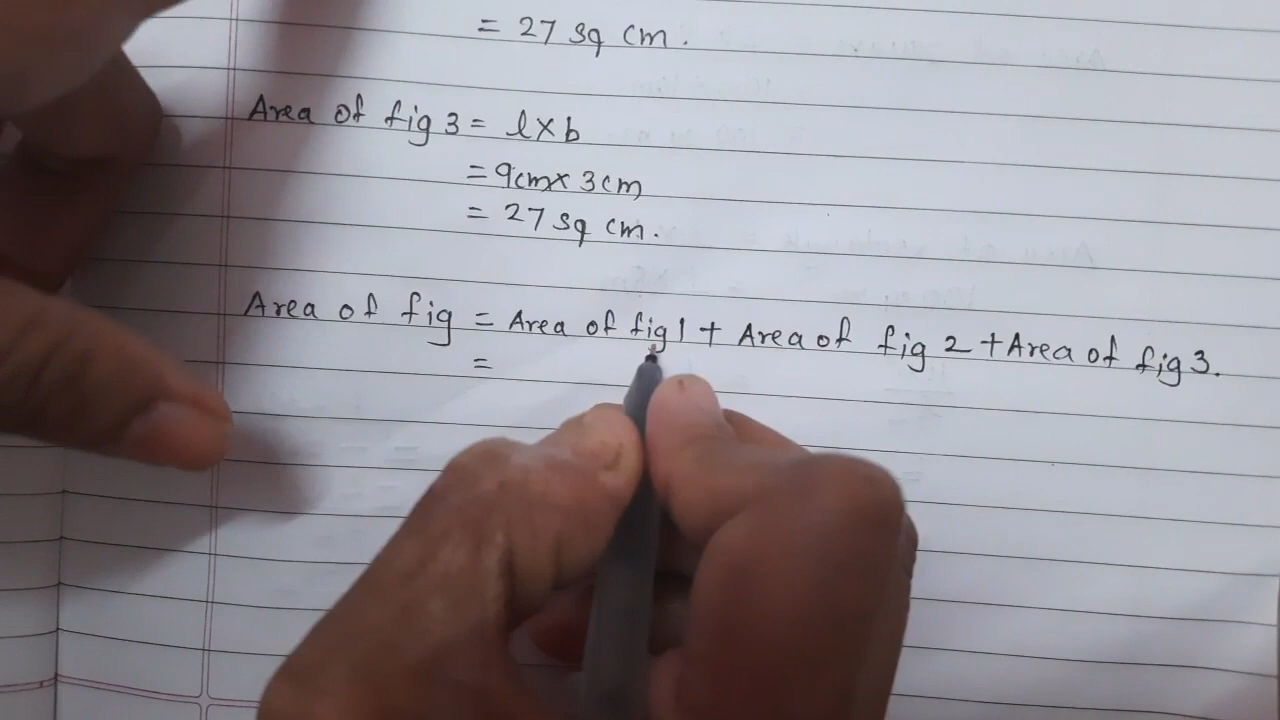 = 27 sq cm.
Area of fig 3 = l×b
= 9cm× 3cm
= 27 sq cm.
Area of fig = Area of fig 1 + Area of fig 2 + Area of fig 3.
=